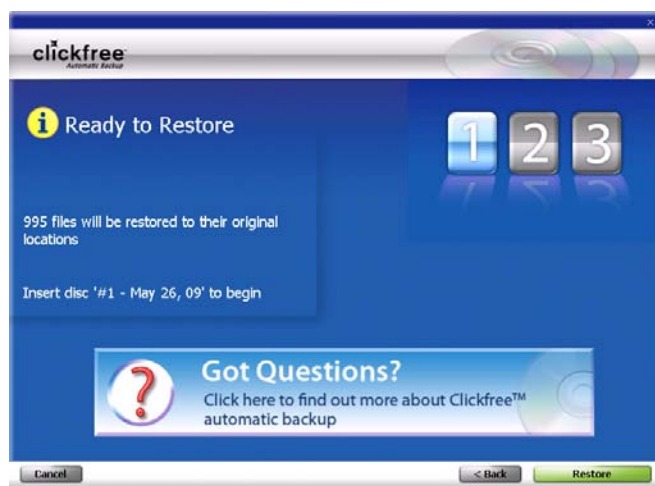 clickfree
Automatic Backup
Ready to Restore
1 2 3
995 files will be restored to their original
locations
Insert disc '#1 - May 26, 09' to begin
Got Questions?
Click here to find out more about Clickfree™
automatic backup
Cancel
< Back
Restore